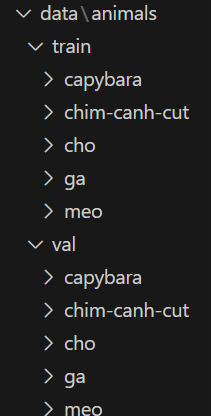 data\animals
train
capybara
chim-canh-cut
cho
ga
meo
val
capybara
chim-canh-cut
cho
ga
meo